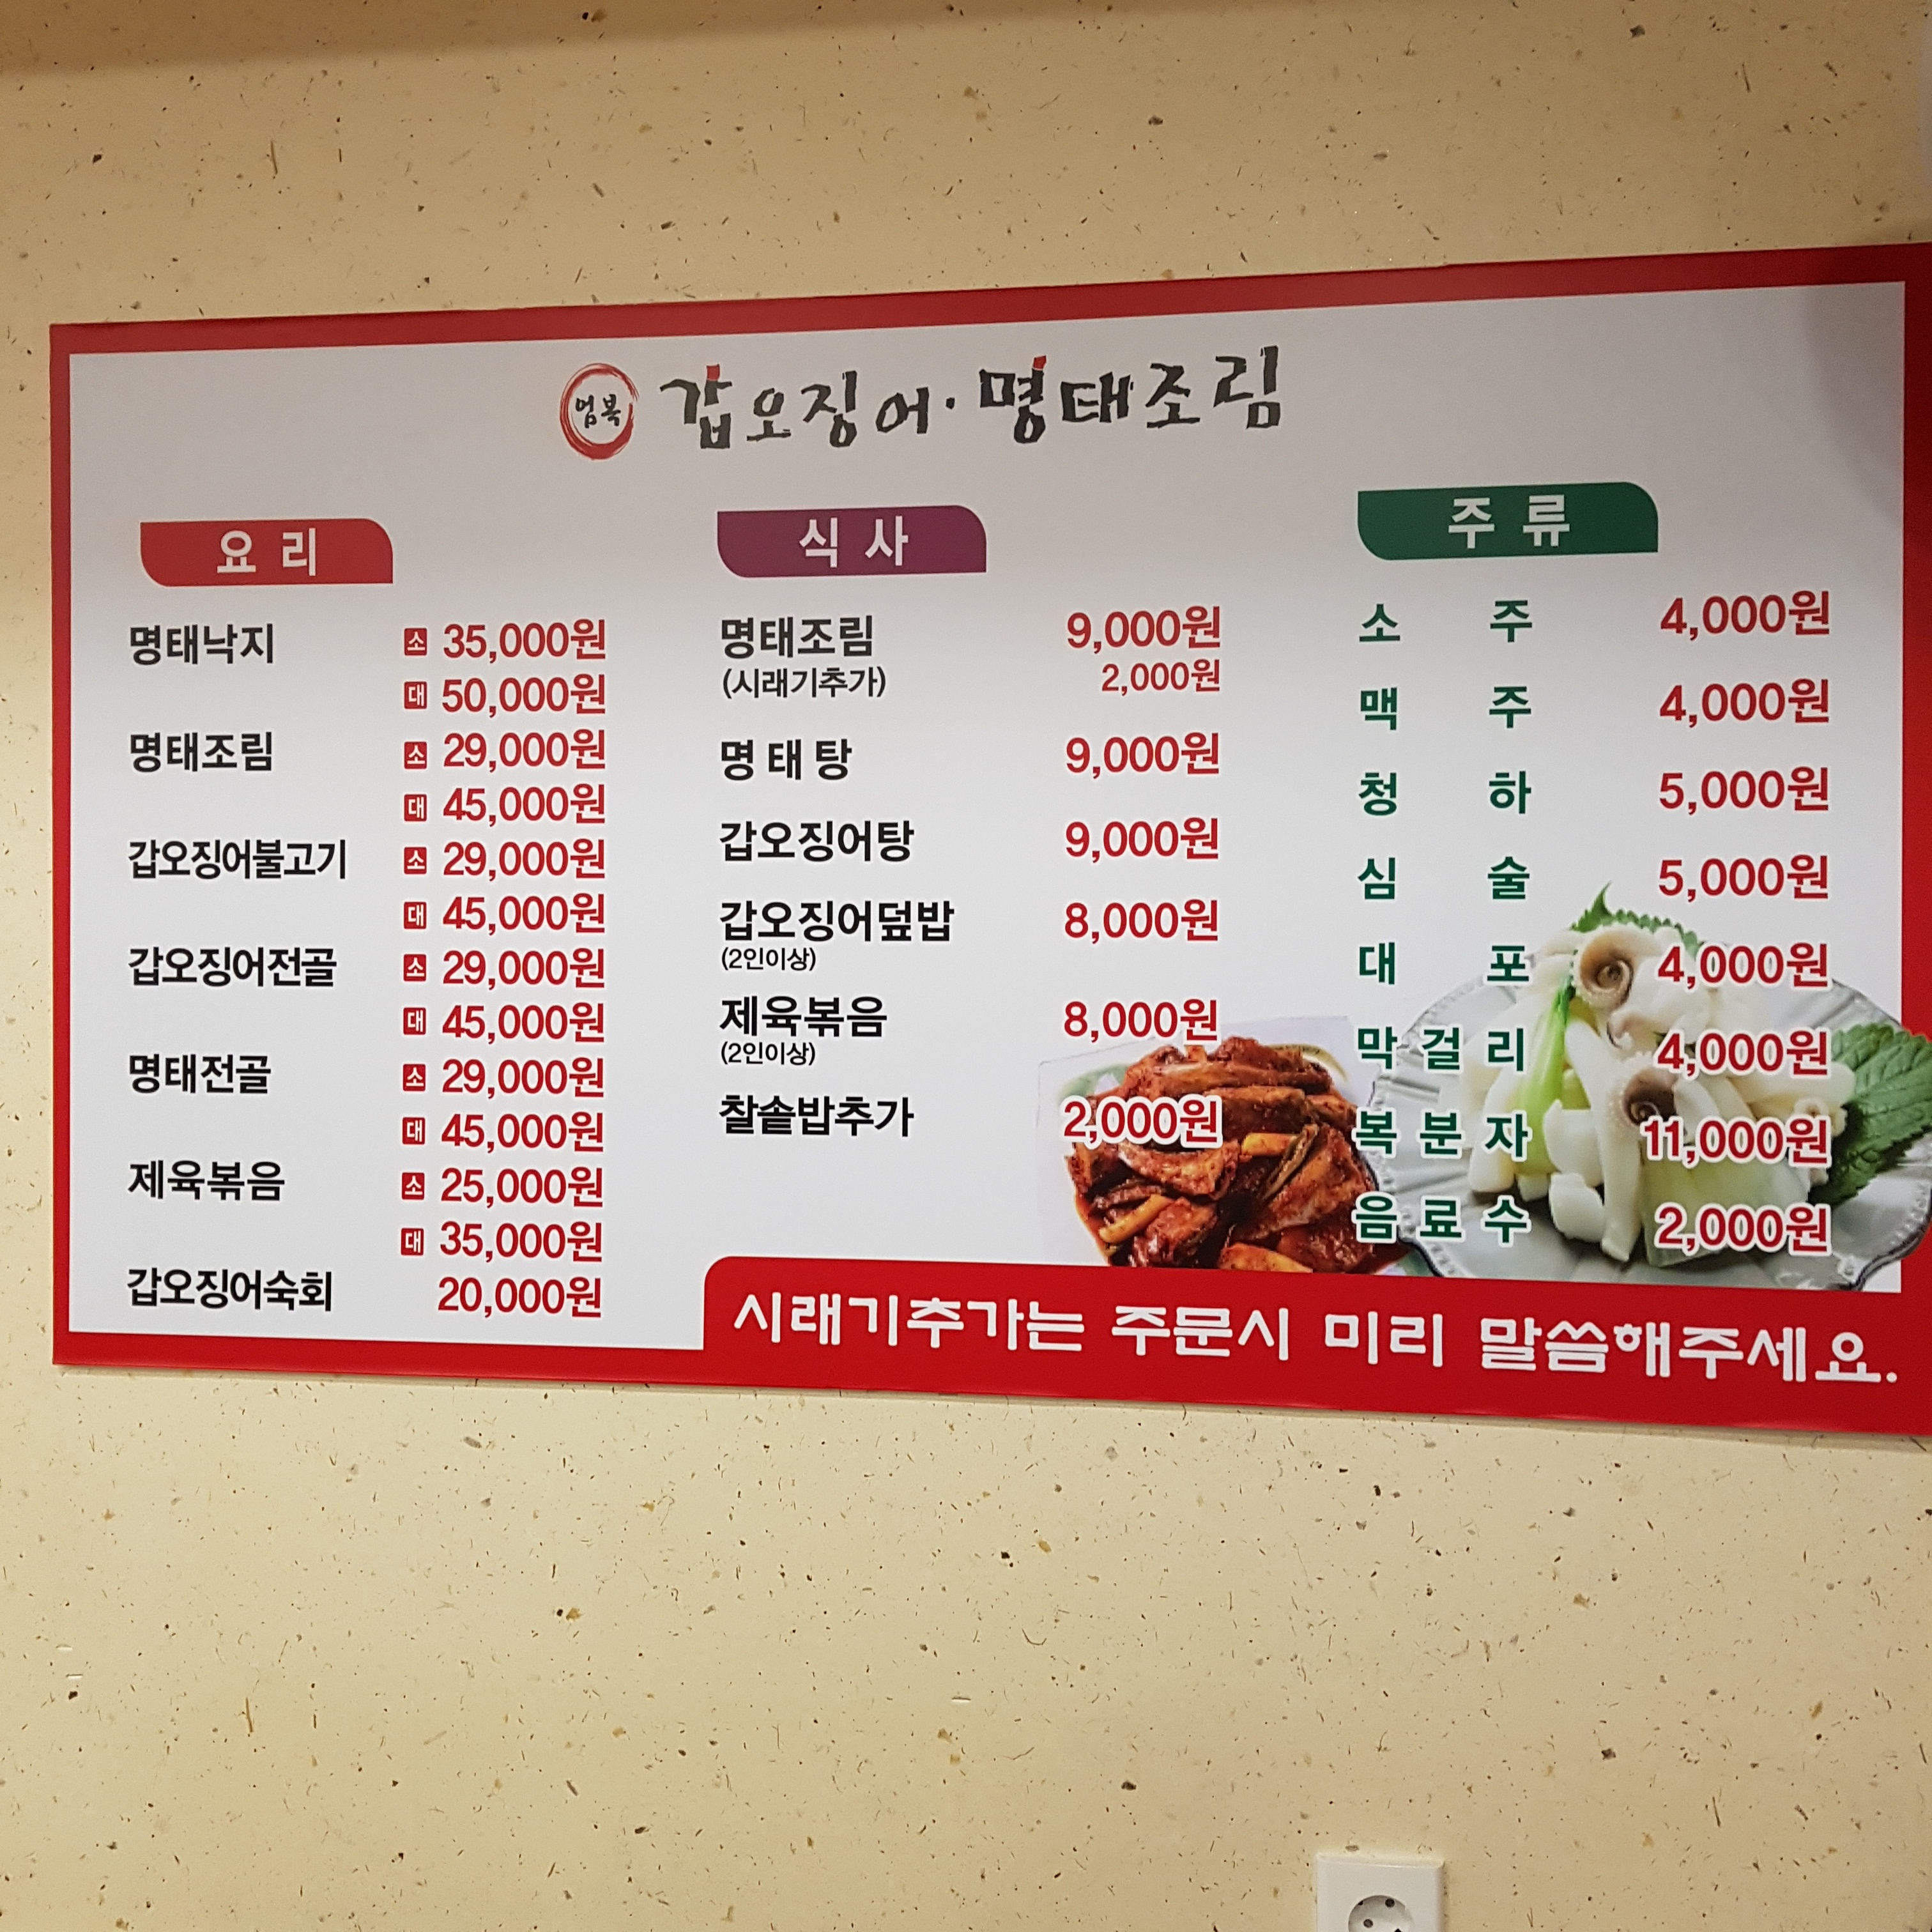 엄복 갑오징어·명태조림
요리
명태낙지 소 35,000원
대 50,000원
명태조림 소 29,000원
대 45,000원
갑오징어불고기 소 29,000원
대 45,000원
갑오징어전골 소 29,000원
대 45,000원
명태전골 소 29,000원
대 45,000원
제육볶음 소 25,000원
대 35,000원
갑오징어숙회 20,000원
식사
명태조림 9,000원
(시래기추가) 2,000원
명태탕 9,000원
갑오징어탕 9,000원
갑오징어덮밥 8,000원
(2인이상)
제육볶음 8,000원
(2인이상)
찰솥밥추가 2,000원
주류
소주 4,000원
맥주 4,000원
청하 5,000원
심술 5,000원
대포 4,000원
막걸리 4,000원
복분자 11,000원
음료수 2,000원
시래기추가는 주문시 미리 말씀해주세요.